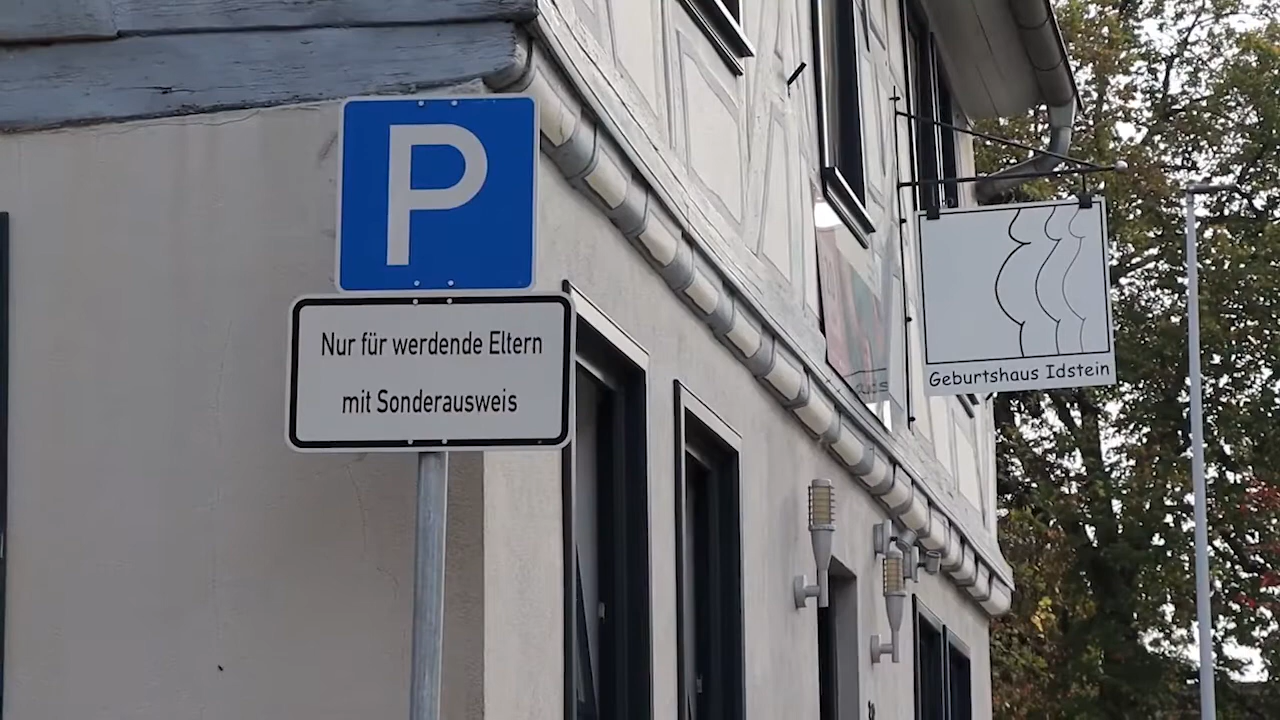 P
Nur für werdende Eltern
mit Sonderausweis
Geburtshaus Idstein